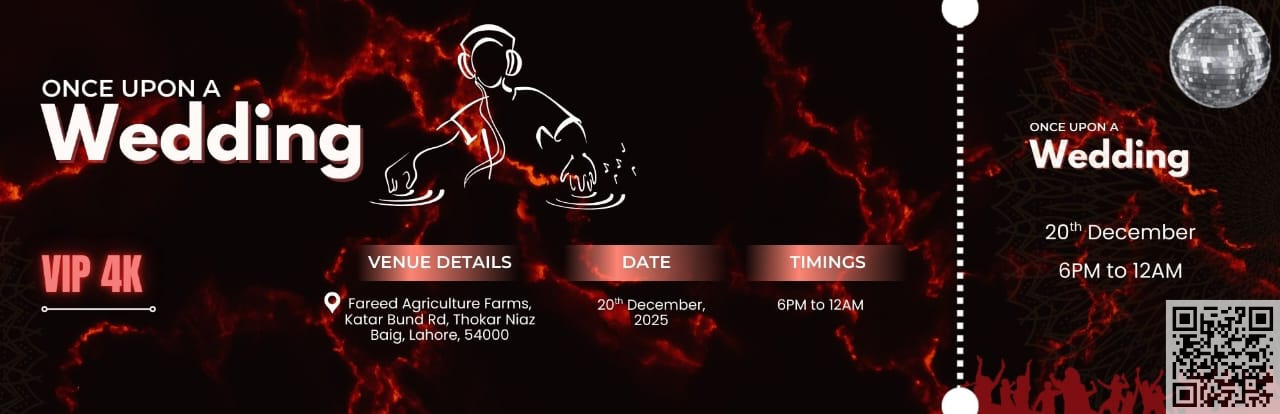 ONCE UPON A
Wedding
VIP 4K
VENUE DETAILS
Fareed Agriculture Farms,
Katar Bund Rd, Thokar Niaz
Baig, Lahore, 54000
DATE
20th December,
2025
TIMINGS
6PM to 12AM
ONCE UPON A
Wedding
20th December
6PM to 12AM